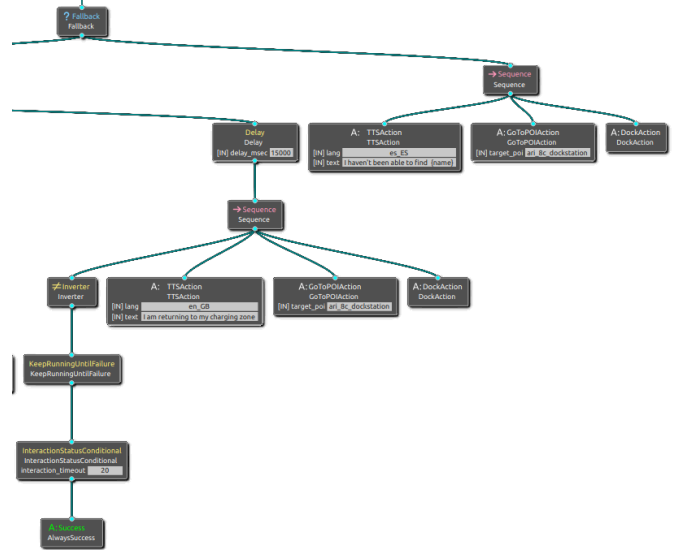 ? Fallback
Fallback
→ Sequence
Sequence
Delay
Delay
[IN] delay_msec 15000
A: TTSAction
TTSAction
[IN] lang es_ES
[IN] text I haven't been able to find {name}
A: GoToPOIAction
GoToPOIAction
[IN] target_poi ari_8c_dockstation
A: DockAction
DockAction
→ Sequence
Sequence
≠ Inverter
Inverter
A: TTSAction
TTSAction
[IN] lang en_GB
[IN] text I am returning to my charging zone
A: GoToPOIAction
GoToPOIAction
[IN] target_poi ari_8c_dockstation
A: DockAction
DockAction
KeepRunningUntilFailure
KeepRunningUntilFailure
InteractionStatusConditional
InteractionStatusConditional
interaction_timeout 20
A: Success
AlwaysSuccess